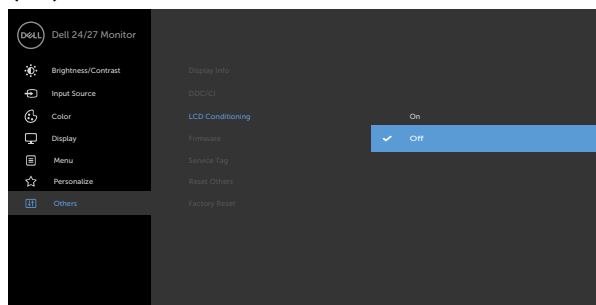 DELL
Dell 24/27 Monitor
Brightness/Contrast
Display Info
Input Source
DDC/CI
Color
LCD Conditioning
On
Display
Firmware
Off
Menu
Service Tag
Personalize
Reset Others
Others
Factory Reset